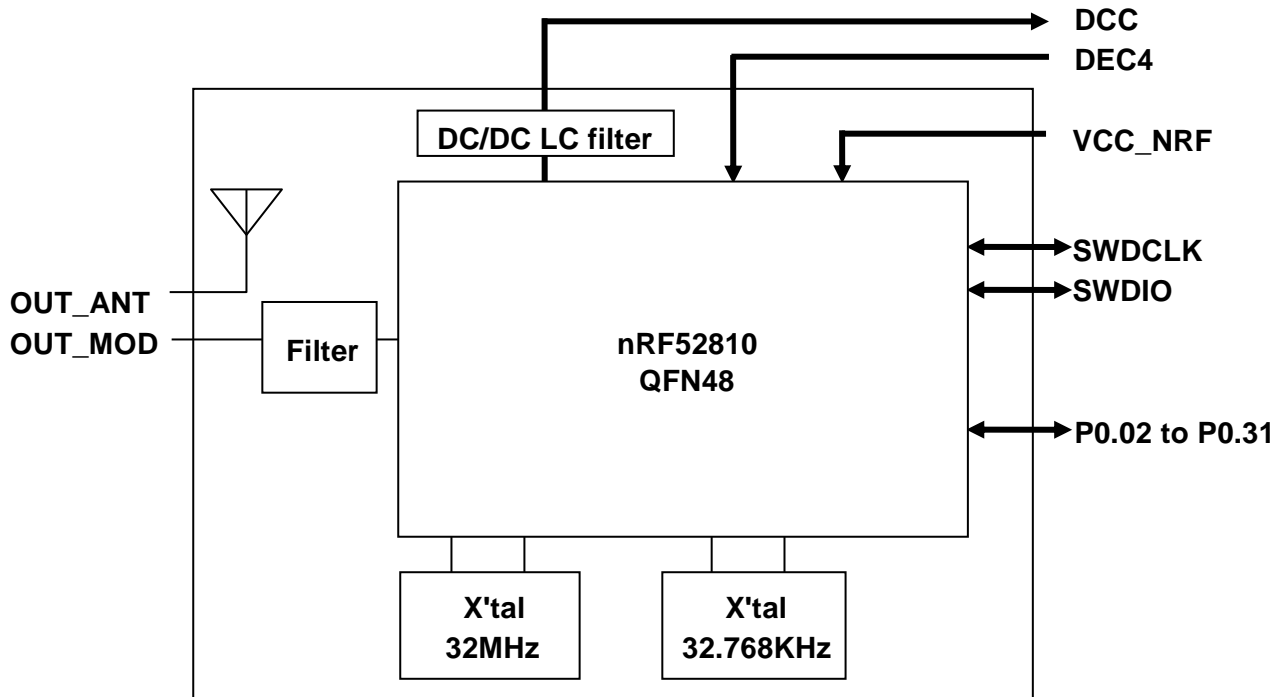 DCC
DEC4
DC/DC LC filter
VCC_NRF
SWDCLK
SWDIO
OUT_ANT
OUT_MOD
Filter
nRF52810
QFN48
P0.02 to P0.31
X'tal
32MHz
X'tal
32.768KHz